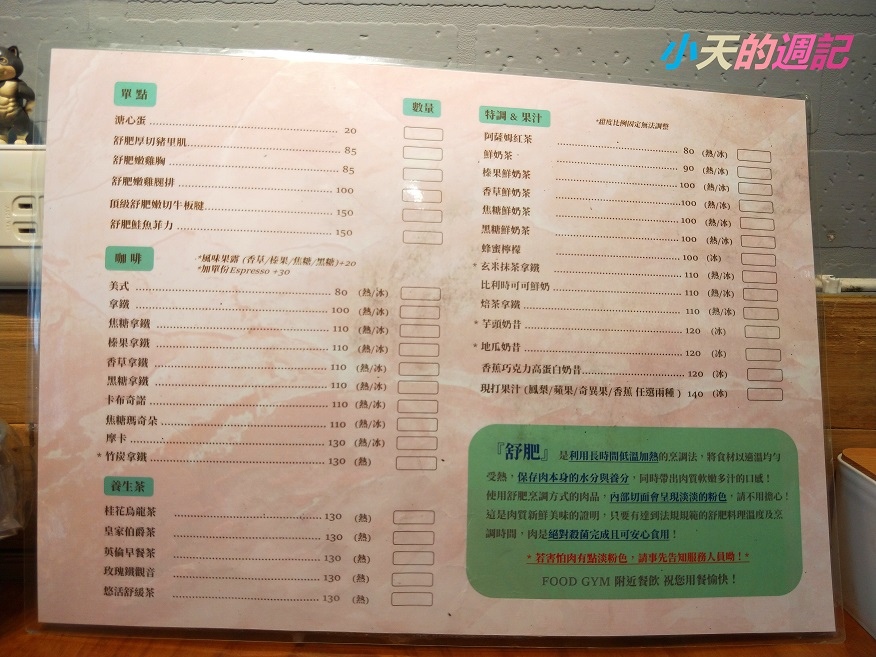 小天的週記
單點
數量
溏心蛋 20
舒肥厚切豬里肌 85
舒肥嫩雞胸 85
舒肥嫩雞腿排 100
頂級舒肥嫩切牛板腱 150
舒肥鮭魚菲力 150
咖啡
*風味果露 (香草/榛果/焦糖/黑糖)+20
*加單份Espresso +30
美式 80 (熱/冰)
拿鐵 100 (熱/冰)
焦糖拿鐵 110 (熱/冰)
榛果拿鐵 110 (熱/冰)
香草拿鐵 110 (熱/冰)
黑糖拿鐵 110 (熱/冰)
卡布奇諾 110 (熱/冰)
焦糖瑪奇朵 110 (熱/冰)
摩卡 130 (熱/冰)
*竹炭拿鐵 130 (熱)
養生茶
桂花烏龍茶 130 (熱)
皇家伯爵茶 130 (熱)
英倫早餐茶 130 (熱)
玫瑰鐵觀音 130 (熱)
悠活舒緩茶 130 (熱)
特調 & 果汁
*甜度比例固定無法調整
阿薩姆紅茶 80 (熱/冰)
鮮奶茶 90 (熱/冰)
榛果鮮奶茶 100 (熱/冰)
香草鮮奶茶 100 (熱/冰)
焦糖鮮奶茶 100 (熱/冰)
黑糖鮮奶茶 100 (熱/冰)
蜂蜜檸檬 100 (冰)
*玄米抹茶拿鐵 110 (熱/冰)
比利時可可鮮奶 110 (熱/冰)
焙茶拿鐵 110 (熱/冰)
*芋頭奶昔 120 (冰)
*地瓜奶昔 120 (冰)
香蕉巧克力高蛋白奶昔 120 (冰)
現打果汁 (鳳梨/蘋果/奇異果/香蕉 任選兩種) 140 (冰)
『舒肥』是利用長時間低溫加熱的烹調法，將食材以適溫均勻
受熱，保存肉本身的水分與養分，同時帶出肉質軟嫩多汁的口感！
使用舒肥烹調方式的肉品，內部切面會呈現淡淡的粉色，請不用擔心！
這是肉質新鮮美味的證明，只要有達到法規規範的舒肥料理溫度及烹
調時間，肉是絕對殺菌完成且可安心食用！
*若害怕肉有點淡粉色，請事先告知服務人員呦！*
FOOD GYM 附近餐飲 祝您用餐愉快！